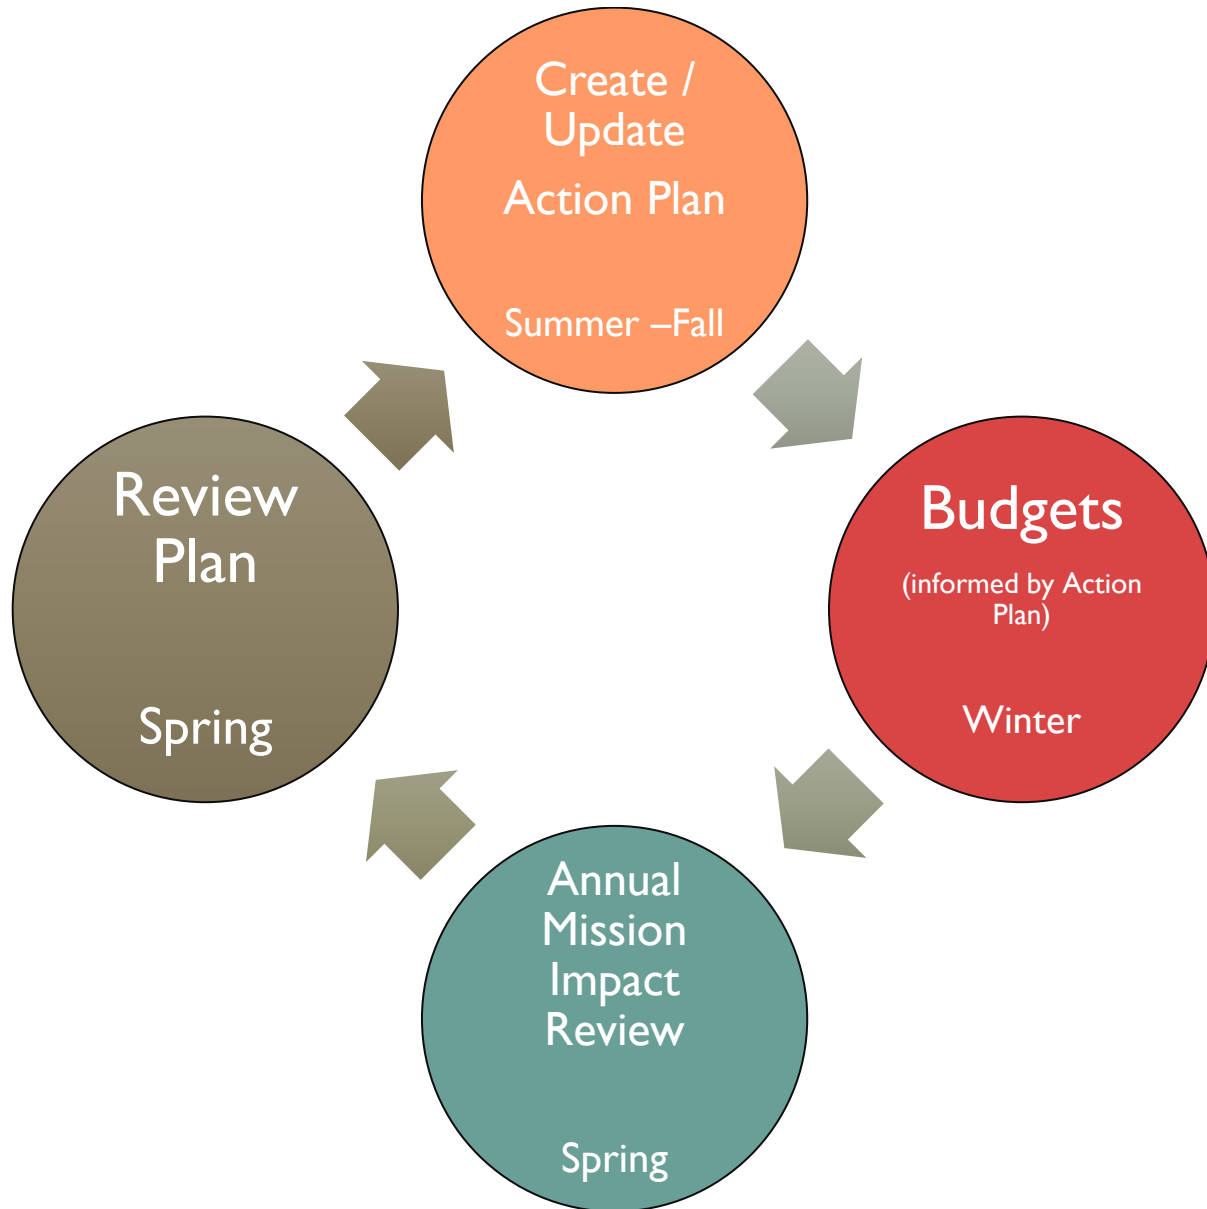 Create /
Update
Action Plan
Summer –Fall
Budgets
(informed by Action
Plan)
Winter
Annual
Mission
Impact
Review
Spring
Review
Plan
Spring